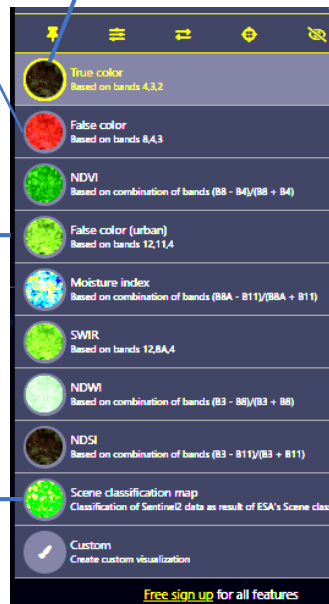 True color
Based on bands 4,3,2
False color
Based on bands 8,4,3
NDVI
Based on combination of bands (B8 - B4)/(B8 + B4)
False color (urban)
Based on bands 12,11,4
Moisture index
Based on combination of bands (B8A - B11)/(B8A + B11)
SWIR
Based on bands 12,8A,4
NDWI
Based on combination of bands (B3 - B8)/(B3 + B8)
NDSI
Based on combination of bands (B3 - B11)/(B3 + B11)
Scene classification map
Classification of Sentinel2 data as result of ESA's Scene clas
Custom
Create custom visualization
Free sign up for all features